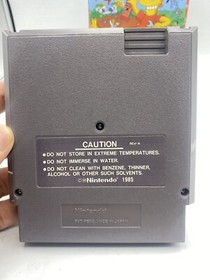 CAUTION
REV-A
•DO NOT STORE IN EXTREME TEMPERATURES.
•DO NOT IMMERSE IN WATER.
•DO NOT CLEAN WITH BENZENE, THINNER,
ALCOHOL OR OTHER SUCH SOLVENTS.
©®Nintendo 1985